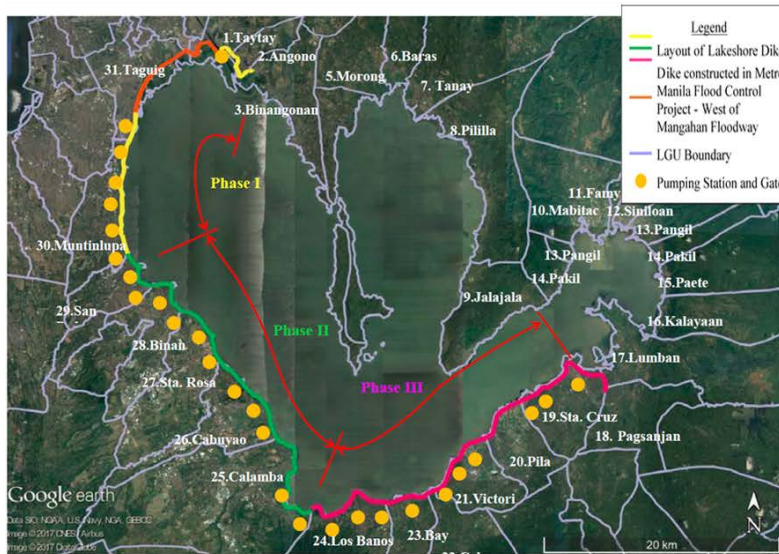 1.Taytay
2.Angono
31.Taguig
5.Morong
6.Baras
7. Tanay
3.Binangonan
8.Pililla
Legend
Layout of Lakeshore Dik
Dike constructed in Metr
Manila Flood Control
Project - West of
Mangahan Floodway
LGU Boundary
Pumping Station and Gat
Phase I
11.Famy
10.Mabitac
12.Siniloan
13.Pangil
13.Pangil
14.Pakil
14.Pakil
15.Paete
30.Muntinlupa
9.Jalajala
16.Kalayaan
29.San
28.Binah
Phase II
17.Lumban
27.Sta. Rosa
Phase III
26.Cabuyao
19.Sta. Cruz
18. Pagsanjan
25.Calamba
20.Pila
21.Victori
Google earth
Data SIO, NOAA, U.S. Navy, NGA, GEBCO
Image © 2017 CNES / Airbus
Image © 2017 DigitalGlobe
24.Los Banos
23.Bay
N
20 km